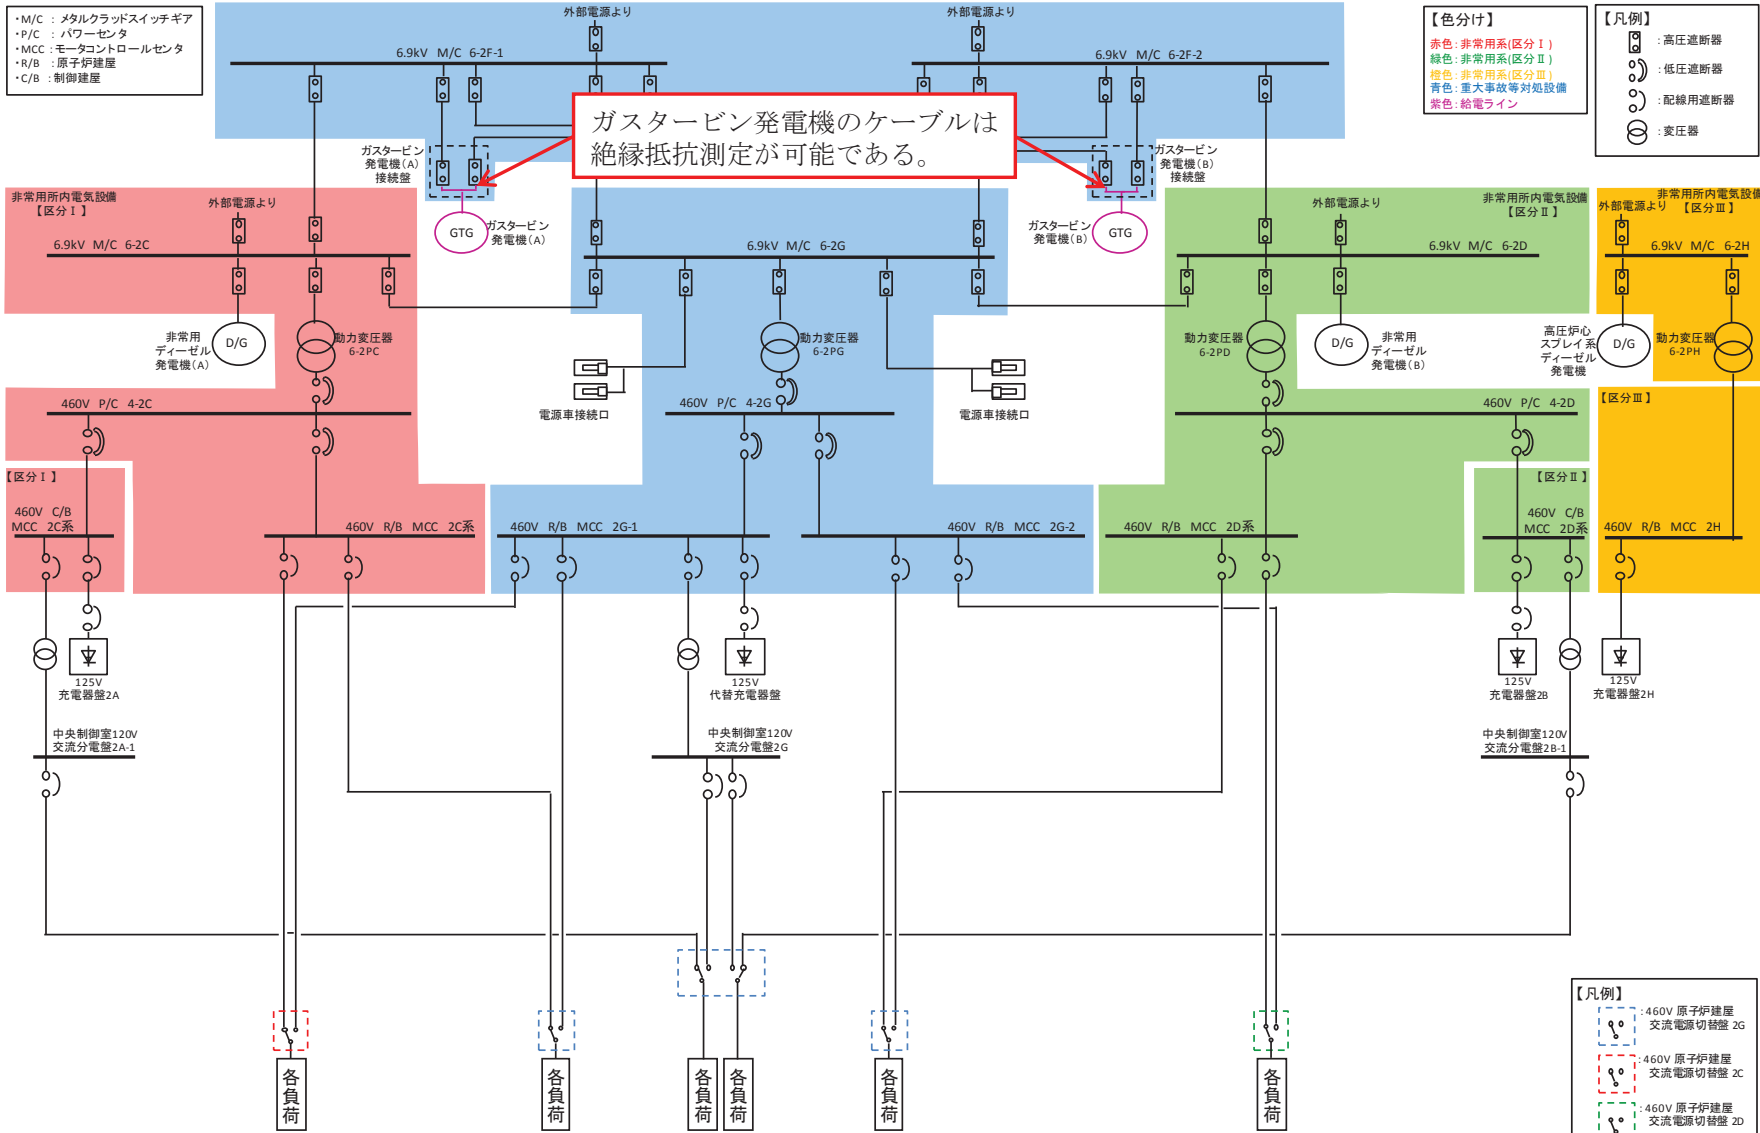 ・M/C : メタルクラッドスイッチギア
・P/C : パワーセンタ
・MCC : モータコントロールセンタ
・R/B : 原子炉建屋
・C/B : 制御建屋
外部電源より
6.9kV M/C 6-2F-1
外部電源より
6.9kV M/C 6-2F-2
【色分け】
赤色:非常用系(区分Ⅰ)
緑色:非常用系(区分Ⅱ)
橙色:非常用系(区分Ⅲ)
青色:重大事故等対処設備
紫色:給電ライン
【凡例】
:高圧遮断器
:低圧遮断器
:配線用遮断器
:変圧器
ガスタービン発電機のケーブルは
絶縁抵抗測定が可能である。
ガスタービン
発電機(A)
接続盤
ガスタービン
発電機(B)
接続盤
GTG
ガスタービン
発電機(A)
ガスタービン
発電機(B)
GTG
非常用所内電気設備
【区分Ⅰ】
外部電源より
6.9kV M/C 6-2C
6.9kV M/C 6-2G
非常用所内電気設備
【区分Ⅱ】
外部電源より
6.9kV M/C 6-2D
非常用所内電気設備
【区分Ⅲ】
外部電源より
6.9kV M/C 6-2H
非常用
ディーゼル
発電機(A)
D/G
動力変圧器
6-2PC
動力変圧器
6-2PG
動力変圧器
6-2PD
D/G
非常用
ディーゼル
発電機(B)
高圧炉心
スプレイ系
ディーゼル
発電機
D/G
動力変圧器
6-2PH
電源車接続口
電源車接続口
460V P/C 4-2C
460V P/C 4-2G
460V P/C 4-2D
【区分Ⅲ】
【区分Ⅰ】
460V C/B
MCC 2C系
460V R/B MCC 2C系
460V R/B MCC 2G-1
460V R/B MCC 2G-2
460V R/B MCC 2D系
【区分Ⅱ】
460V C/B
MCC 2D系
460V R/B MCC 2H
125V
充電器盤2A
125V
代替充電器盤
125V
充電器盤2B
125V
充電器盤2H
中央制御室120V
交流分電盤2A-1
中央制御室120V
交流分電盤2G
中央制御室120V
交流分電盤2B-1
各負荷
各負荷
各負荷
各負荷
各負荷
各負荷
【凡例】
:460V 原子炉建屋
交流電源切替盤 2G
:460V 原子炉建屋
交流電源切替盤 2C
:460V 原子炉建屋
交流電源切替盤 2D